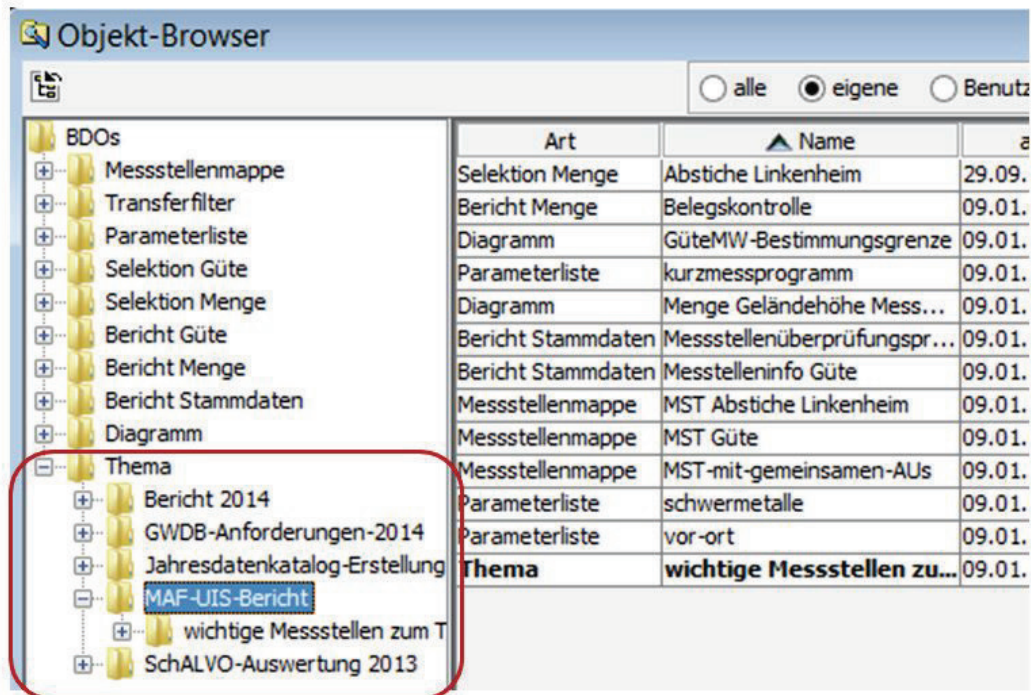 Objekt-Browser
alle eigene Benutz
BDOs
Messstellenmappe
Transferfilter
Parameterliste
Selektion Güte
Selektion Menge
Bericht Güte
Bericht Menge
Bericht Stammdaten
Diagramm
Thema
Bericht 2014
GWDB-Anforderungen-2014
Jahresdatenkatalog-Erstellung
MAF-UIS-Bericht
wichtige Messstellen zum T
SchALVO-Auswertung 2013
Art Name a
Selektion Menge Abstiche Linkenheim 29.09.
Bericht Menge Belegskontrolle 09.01.
Diagramm GüteMW-Bestimmungsgrenze 09.01.
Parameterliste kurzmessprogramm 09.01.
Diagramm Menge Geländehöhe Mess... 09.01.
Bericht Stammdaten Messstellenüberprüfungspr... 09.01.
Bericht Stammdaten Messtelleninfo Güte 09.01.
Messstellenmappe MST Abstiche Linkenheim 09.01.
Messstellenmappe MST Güte 09.01.
Messstellenmappe MST-mit-gemeinsamen-AUs 09.01.
Parameterliste schwermetalle 09.01.
Parameterliste vor-ort 09.01.
Thema wichtige Messstellen zu... 09.01.